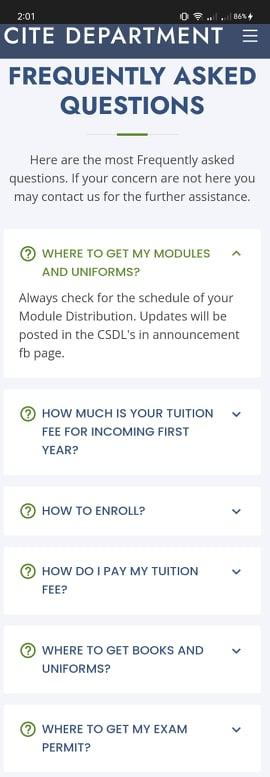 2:01
86%
CITE DEPARTMENT
FREQUENTLY ASKED
QUESTIONS
Here are the most Frequently asked
questions. If your concern are not here you
may contact us for the further assistance.
WHERE TO GET MY MODULES
AND UNIFORMS?
Always check for the schedule of your
Module Distribution. Updates will be
posted in the CSDL's in announcement
fb page.
HOW MUCH IS YOUR TUITION
FEE FOR INCOMING FIRST
YEAR?
HOW TO ENROLL?
HOW DO I PAY MY TUITION
FEE?
WHERE TO GET BOOKS AND
UNIFORMS?
WHERE TO GET MY EXAM
PERMIT?